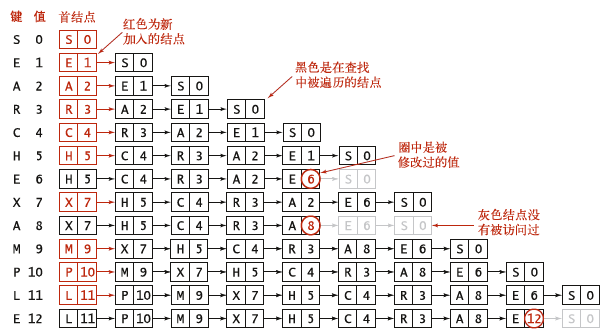 键 值 首结点
红色为新
加入的结点
S 0 S 0
E 1 E 1 S 0
黑色是在查找
中被遍历的结点
A 2 A 2 E 1 S 0
R 3 R 3 A 2 E 1 S 0
C 4 C 4 R 3 A 2 E 1 S 0
H 5 H 5 C 4 R 3 A 2 E 1 S 0
圈中是被
修改过的值
E 6 H 5 C 4 R 3 A 2 E 6 S 0
X 7 X 7 H 5 C 4 R 3 A 2 E 6 S 0
灰色结点没
有被访问过
A 8 X 7 H 5 C 4 R 3 A 8 E 6 S 0
M 9 M 9 X 7 H 5 C 4 R 3 A 8 E 6 S 0
P 10 P 10 M 9 X 7 H 5 C 4 R 3 A 8 E 6 S 0
L 11 L 11 P 10 M 9 X 7 H 5 C 4 R 3 A 8 E 6 S 0
E 12 L 11 P 10 M 9 X 7 H 5 C 4 R 3 A 8 E 12 S 0